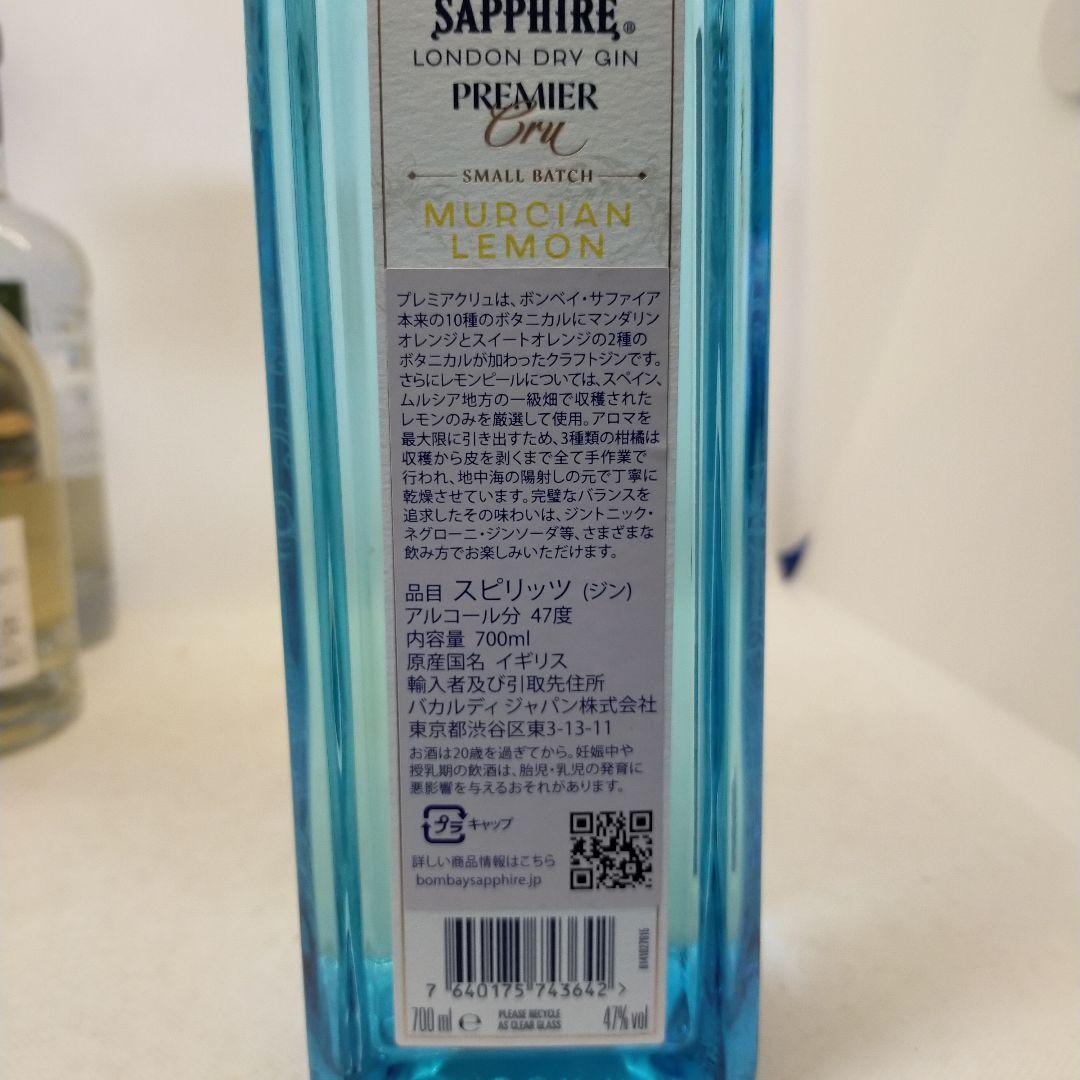 SAPPHIRE®
LONDON DRY GIN
PREMIER
Cru
SMALL BATCH
MURCIAN
LEMON
プレミアクリュは、ボンベイ・サファイア
本来の10種のボタニカルにマンダリン
オレンジとスイートオレンジの2種の
ボタニカルが加わったクラフトジンです。
さらにレモンピールについては、スペイン、
ムルシア地方の一級畑で収穫された
レモンのみを厳選して使用。アロマを
最大限に引き出すため、3種類の柑橘は
収穫から皮を剥くまで全て手作業で
行われ、地中海の陽射しの元で丁寧に
乾燥させています。完璧なバランスを
追求したその味わいは、ジントニック・
ネグローニ・ジンソーダ等、さまざまな
飲み方でお楽しみいただけます。
品目 スピリッツ (ジン)
アルコール分 47度
内容量 700ml
原産国名 イギリス
輸入者及び引取先住所
バカルディ ジャパン株式会社
東京都渋谷区東3-13-11
お酒は20歳を過ぎてから。妊娠中や
授乳期の飲酒は、胎児・乳児の発育に
悪影響を与えるおそれがあります。
プラ キャップ
詳しい商品情報はこちら
bombaysapphire.jp
7 640175 743642 >
700 ml e PLEASE RECYCLE
AS CLEAR GLASS
47% vol